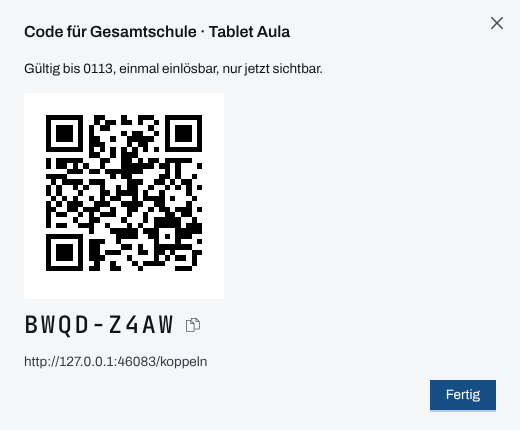 Code für Gesamtschule · Tablet Aula
Gültig bis 0113, einmal einlösbar, nur jetzt sichtbar.
BWQD-Z4AW
http://127.0.0.1:46083/koppeln
Fertig